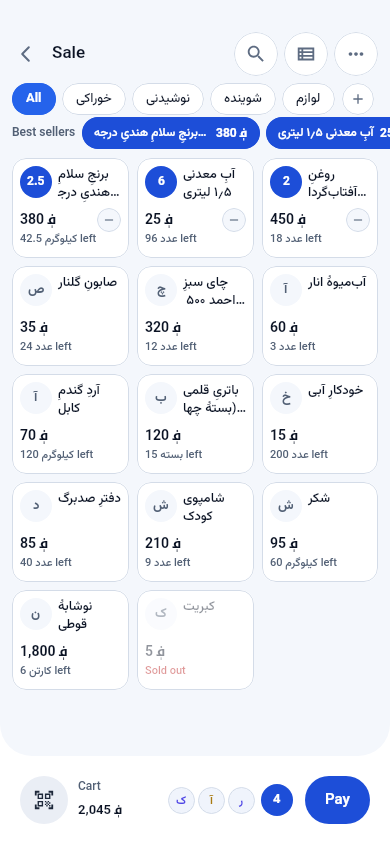 Sale
All
خوراکی
نوشیدنی
شوینده
لوازم
Best sellers
برنجِ سلامِ هندیِ درجه... ؋ 380
آبِ معدنی ۱٫۵ لیتری
2.5
برنجِ سلامِ
هندیِ درج...
؋ 380
42.5 کیلوگرم left
6
آبِ معدنی
۱٫۵ لیتری
؋ 25
96 عدد left
2
روغنِ
آفتاب‌گردا...
؋ 450
18 عدد left
ص
صابونِ گلنار
؋ 35
24 عدد left
چ
چای سبزِ
احمد ۵۰۰...
؋ 320
12 عدد left
آ
آب‌میوهٔ انار
؋ 60
3 عدد left
آ
آردِ گندمِ
کابل
؋ 70
120 کیلوگرم left
ب
باتریِ قلمی
(بستهٔ چها...
؋ 120
15 بسته left
خ
خودکارِ آبی
؋ 15
200 عدد left
د
دفترِ صدبرگ
؋ 85
40 عدد left
ش
شامپوی
کودک
؋ 210
9 عدد left
ش
شکر
؋ 95
60 کیلوگرم left
ن
نوشابهٔ
قوطی
؋ 1,800
6 کارتن left
ک
کبریت
؋ 5
Sold out
Cart
؋ 2,045
ک
آ
ر
4
Pay